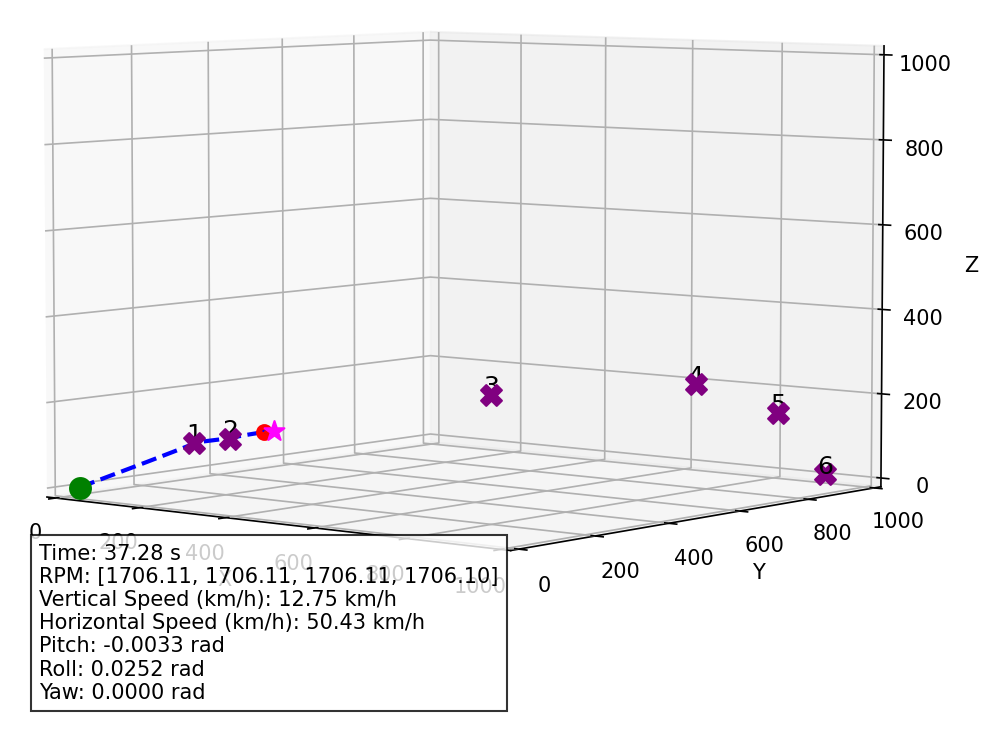 1000
800
600
Z
400
200
0
1
2
3
4
5
6
0
200
400
600
800
1000
X
0
200
400
600
800
1000
Y
Time: 37.28 s
RPM: [1706.11, 1706.11, 1706.11, 1706.10]
Vertical Speed (km/h): 12.75 km/h
Horizontal Speed (km/h): 50.43 km/h
Pitch: -0.0033 rad
Roll: 0.0252 rad
Yaw: 0.0000 rad